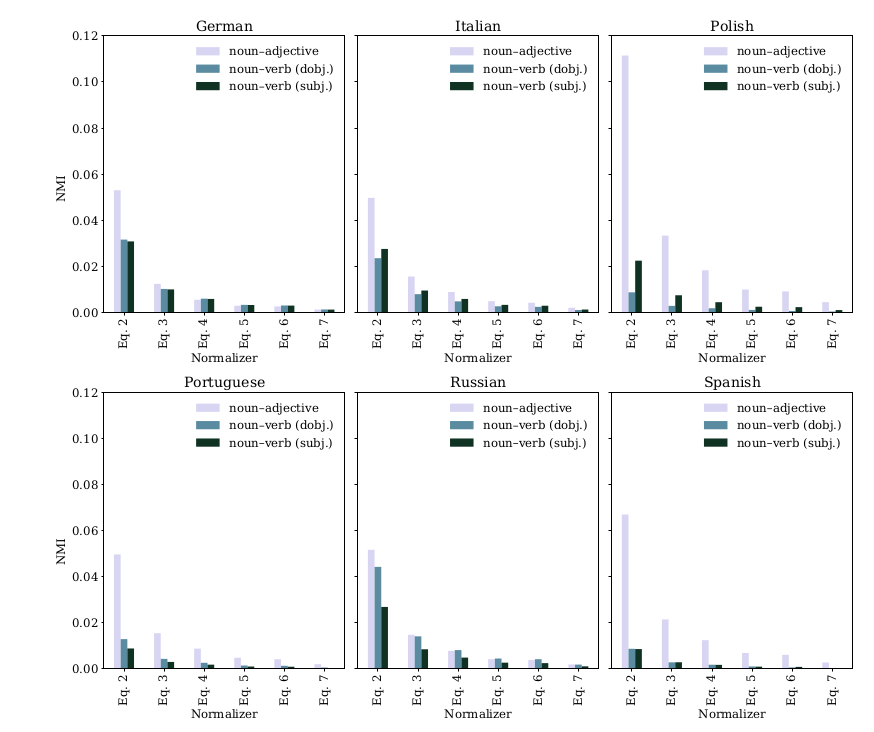 German
noun–adjective
noun–verb (dobj.)
noun–verb (subj.)
0.12
0.10
0.08
0.06
0.04
0.02
0.00
NMI
Eq. 2
Eq. 3
Eq. 4
Eq. 5
Eq. 6
Eq. 7
Normalizer
Italian
noun–adjective
noun–verb (dobj.)
noun–verb (subj.)
Eq. 2
Eq. 3
Eq. 4
Eq. 5
Eq. 6
Eq. 7
Normalizer
Polish
noun–adjective
noun–verb (dobj.)
noun–verb (subj.)
Eq. 2
Eq. 3
Eq. 4
Eq. 5
Eq. 6
Eq. 7
Normalizer
Portuguese
noun–adjective
noun–verb (dobj.)
noun–verb (subj.)
0.12
0.10
0.08
0.06
0.04
0.02
0.00
NMI
Eq. 2
Eq. 3
Eq. 4
Eq. 5
Eq. 6
Eq. 7
Normalizer
Russian
noun–adjective
noun–verb (dobj.)
noun–verb (subj.)
Eq. 2
Eq. 3
Eq. 4
Eq. 5
Eq. 6
Eq. 7
Normalizer
Spanish
noun–adjective
noun–verb (dobj.)
noun–verb (subj.)
Eq. 2
Eq. 3
Eq. 4
Eq. 5
Eq. 6
Eq. 7
Normalizer